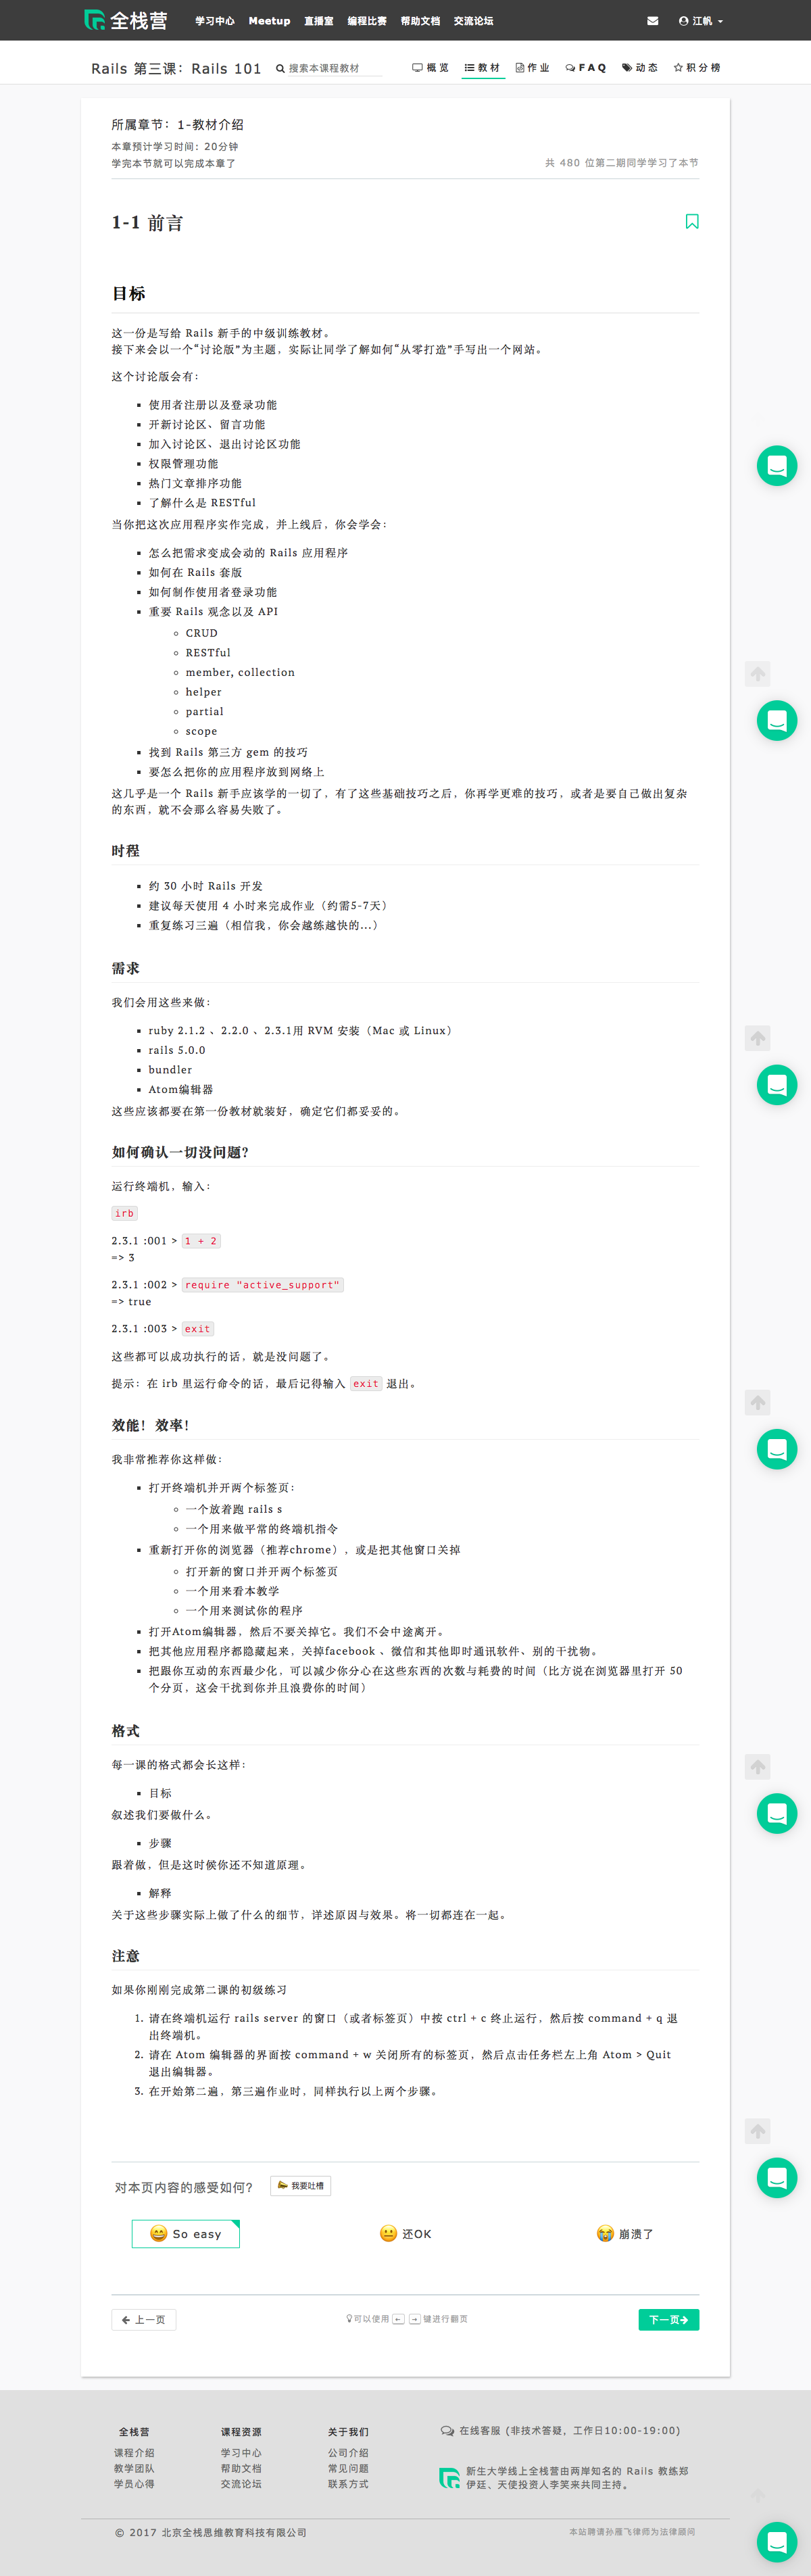 全栈营
学习中心 Meetup 直播室 编程比赛 帮助文档 交流论坛
江帆
Rails 第三课：Rails 101
搜索本课程教材
概览 教材 作业 FAQ 动态 积分榜
所属章节：1-教材介绍
本章预计学习时间：20分钟
学完本节就可以完成本章了
共 480 位第二期同学学习了本节
1-1 前言
目标
这一份是写给 Rails 新手的中级训练教材。
接下来会以一个“讨论版”为主题，实际让同学了解如何“从零打造”手写出一个网站。
这个讨论版会有：
使用者注册以及登录功能
开新讨论区、留言功能
加入讨论区、退出讨论区功能
权限管理功能
热门文章排序功能
了解什么是 RESTful
当你把这次应用程序实作完成，并上线后，你会学会：
怎么把需求变成会动的 Rails 应用程序
如何在 Rails 套版
如何制作使用者登录功能
重要 Rails 观念以及 API
CRUD
RESTful
member, collection
helper
partial
scope
找到 Rails 第三方 gem 的技巧
要怎么把你的应用程序放到网络上
这几乎是一个 Rails 新手应该学的一切了，有了这些基础技巧之后，你再学更难的技巧，或者是要自己做出复杂
的东西，就不会那么容易失败了。
时程
约 30 小时 Rails 开发
建议每天使用 4 小时来完成作业（约需5-7天）
重复练习三遍（相信我，你会越练越快的...）
需求
我们会用这些来做：
ruby 2.1.2 、2.2.0 、2.3.1用 RVM 安装（Mac 或 Linux）
rails 5.0.0
bundler
Atom编辑器
这些应该都要在第一份教材就装好，确定它们都妥妥的。
如何确认一切没问题？
运行终端机，输入：
irb
2.3.1 :001 > 1 + 2
=> 3
2.3.1 :002 > require "active_support"
=> true
2.3.1 :003 > exit
这些都可以成功执行的话，就是没问题了。
提示：在 irb 里运行命令的话，最后记得输入 exit 退出。
效能！效率！
我非常推荐你这样做：
打开终端机并开两个标签页：
一个放着跑 rails s
一个用来做平常的终端机指令
重新打开你的浏览器（推荐chrome），或是把其他窗口关掉
打开新的窗口并开两个标签页
一个用来看本教学
一个用来测试你的程序
打开Atom编辑器，然后不要关掉它。我们不会中途离开。
把其他应用程序都隐藏起来，关掉facebook 、微信和其他即时通讯软件、别的干扰物。
把跟你互动的东西最少化，可以减少你分心在这些东西的次数与耗费的时间（比方说在浏览器里打开 50
个分页，这会干扰到你并且浪费你的时间）
格式
每一课的格式都会长这样：
目标
叙述我们要做什么。
步骤
跟着做，但是这时候你还不知道原理。
解释
关于这些步骤实际上做了什么的细节，详述原因与效果。将一切都连在一起。
注意
如果你刚刚完成第二课的初级练习
1. 请在终端机运行 rails server 的窗口（或者标签页）中按 ctrl + c 终止运行，然后按 command + q 退
出终端机。
2. 请在 Atom 编辑器的界面按 command + w 关闭所有的标签页，然后点击任务栏左上角 Atom > Quit
退出编辑器。
3. 在开始第二遍，第三遍作业时，同样执行以上两个步骤。
对本页内容的感受如何？ 我要吐槽
So easy 还OK 崩溃了
← 上一页 可以使用 ← → 键进行翻页 下一页→
全栈营 课程资源 关于我们
在线客服 (非技术答疑，工作日10:00-19:00)
课程介绍 学习中心 公司介绍
教学团队 帮助文档 常见问题
学员心得 交流论坛 联系方式
新生大学线上全栈营由两岸知名的 Rails 教练郑
伊廷、天使投资人李笑来共同主持。
© 2017 北京全栈思维教育科技有限公司
本站聘请孙雁飞律师为法律顾问